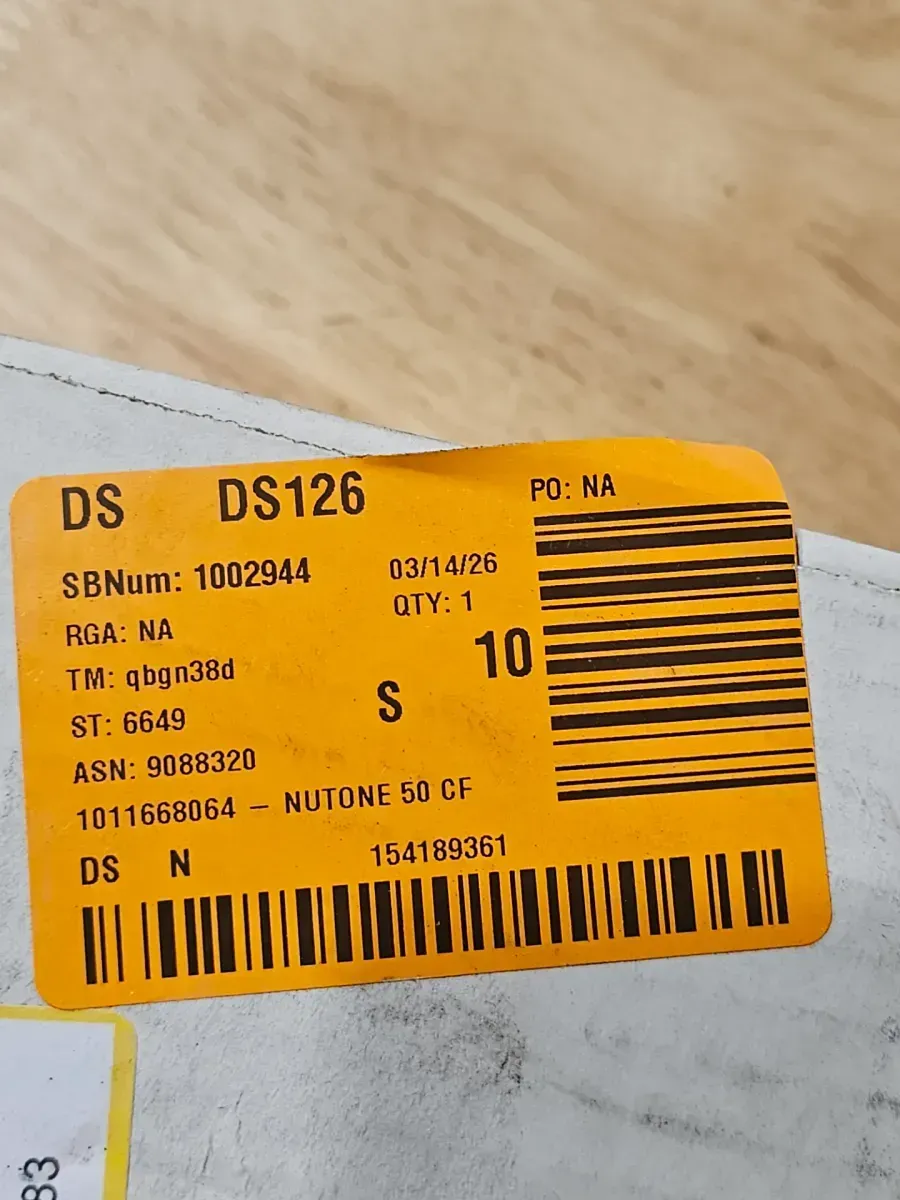 DS DS126 PO: NA
SBNum: 1002944 03/14/26
RGA: NA QTY: 1
TM: qbgn38d 10
ST: 6649 S
ASN: 9088320
1011668064 – NUTONE 50 CF
DS N 154189361
83